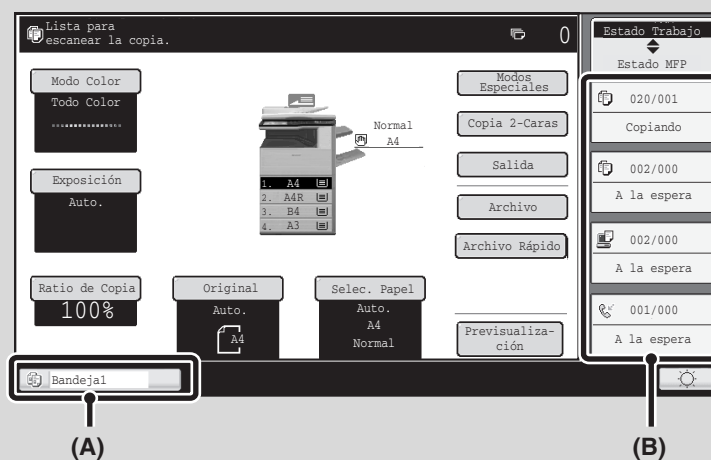 Lista para
escanear la copia.
0
Modo Color
Todo Color
Exposición
Auto.
Ratio de Copia
100%
Original
Auto.
A4
Selec. Papel
Auto.
A4
Normal
Normal
A4
1. A4
2. A4R
3. B4
4. A3
Modos
Especiales
Copia 2-Caras
Salida
Archivo
Archivo Rápido
Previsualiza-
ción
Estado Trabajo
Estado MFP
020/001
Copiando
002/000
A la espera
002/000
A la espera
001/000
A la espera
Bandeja1
(A)
(B)